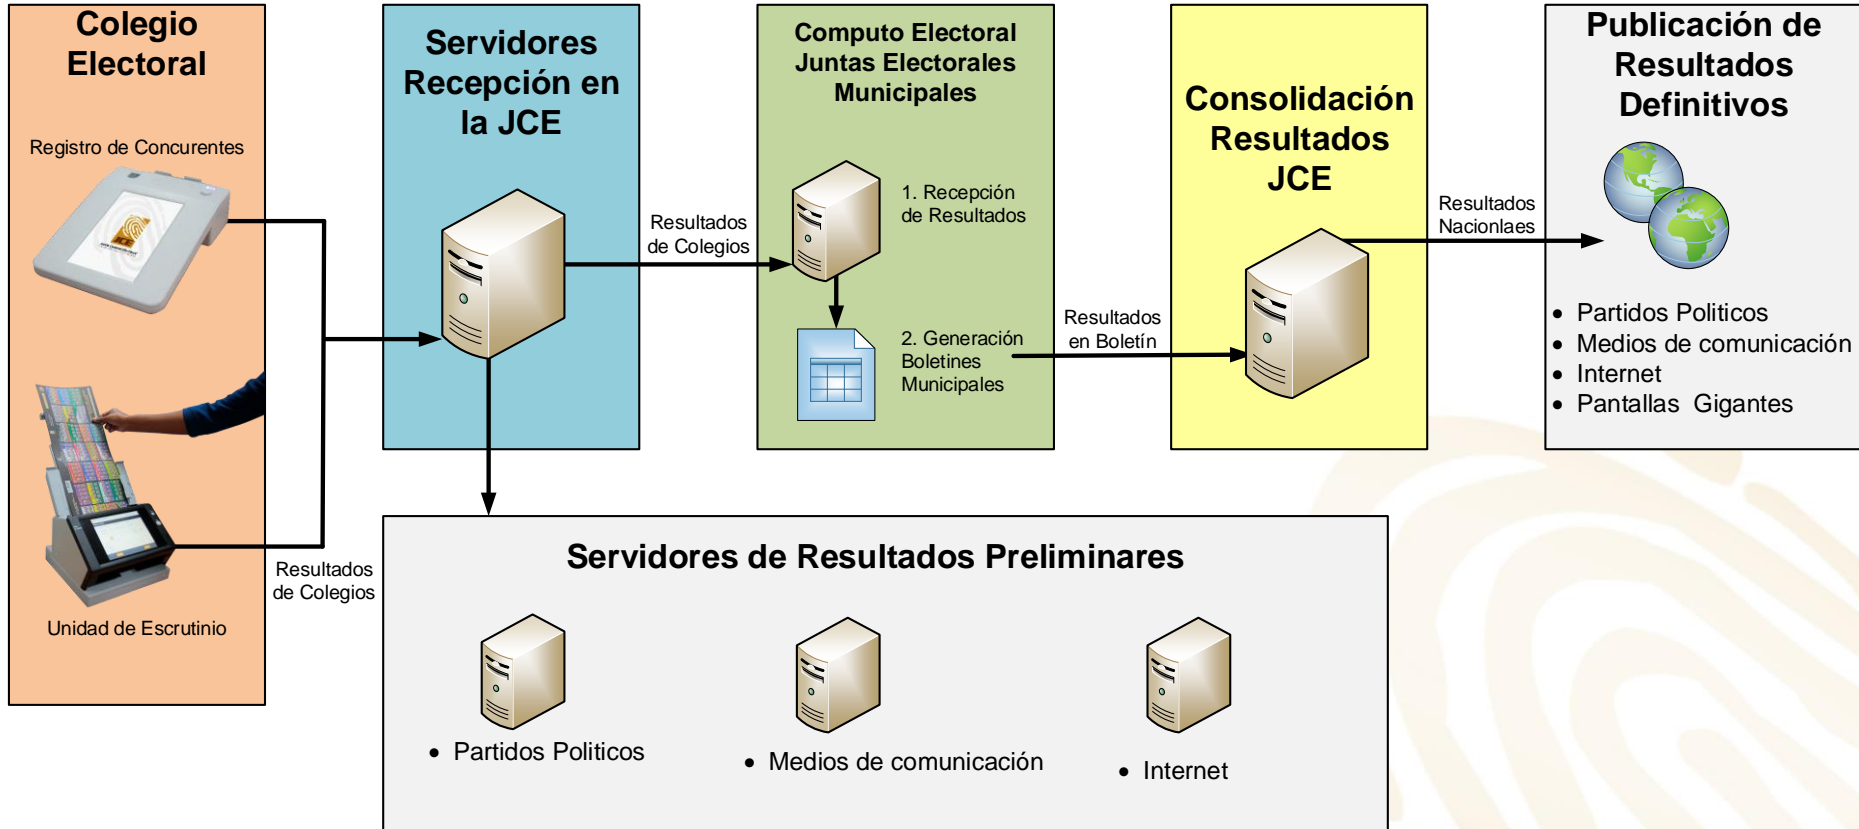 Colegio
Electoral
Registro de Concurentes
Unidad de Escrutinio
Resultados
de Colegios
Servidores
Recepción en
la JCE
Resultados
de Colegios
Computo Electoral
Juntas Electorales
Municipales
1. Recepción
de Resultados
2. Generación
Boletines
Municipales
Resultados
en Boletín
Consolidación
Resultados
JCE
Resultados
Nacionlaes
Publicación de
Resultados
Definitivos
• Partidos Politicos
• Medios de comunicación
• Internet
• Pantallas Gigantes
Servidores de Resultados Preliminares
• Partidos Politicos
• Medios de comunicación
• Internet